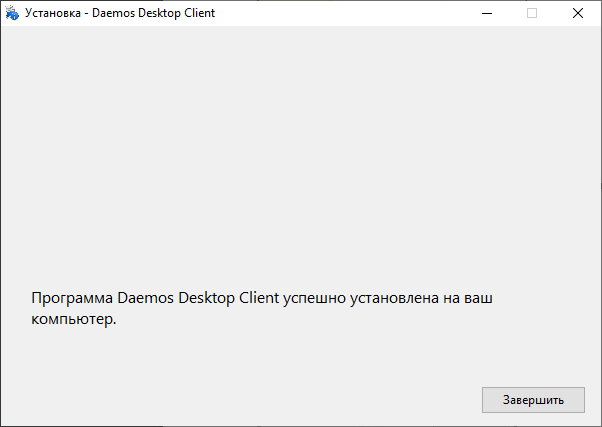 Установка - Daemos Desktop Client
Программа Daemos Desktop Client успешно установлена на ваш
компьютер.
Завершить